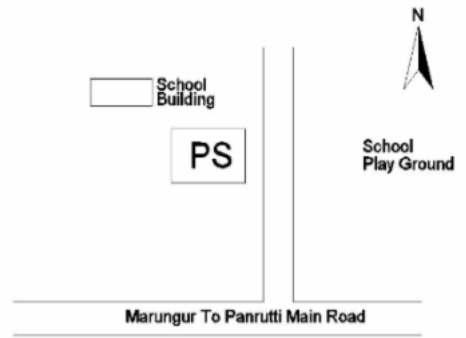 N
School
Building
PS
School
Play Ground
Marungur To Panrutti Main Road